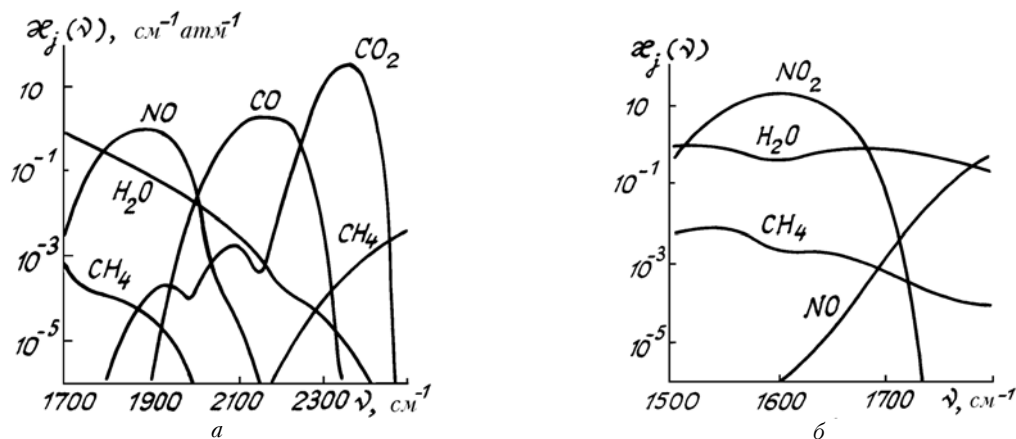 ϰj(ν), см⁻¹атм⁻¹
10
10⁻¹
10⁻³
10⁻⁵
NO
CO
CO₂
H₂O
CH₄
CH₄
1700 1900 2100 2300 ν, см⁻¹
а
ϰj(ν)
10
10⁻¹
10⁻³
10⁻⁵
NO₂
H₂O
CH₄
NO
1500 1600 1700 ν, см⁻¹
б